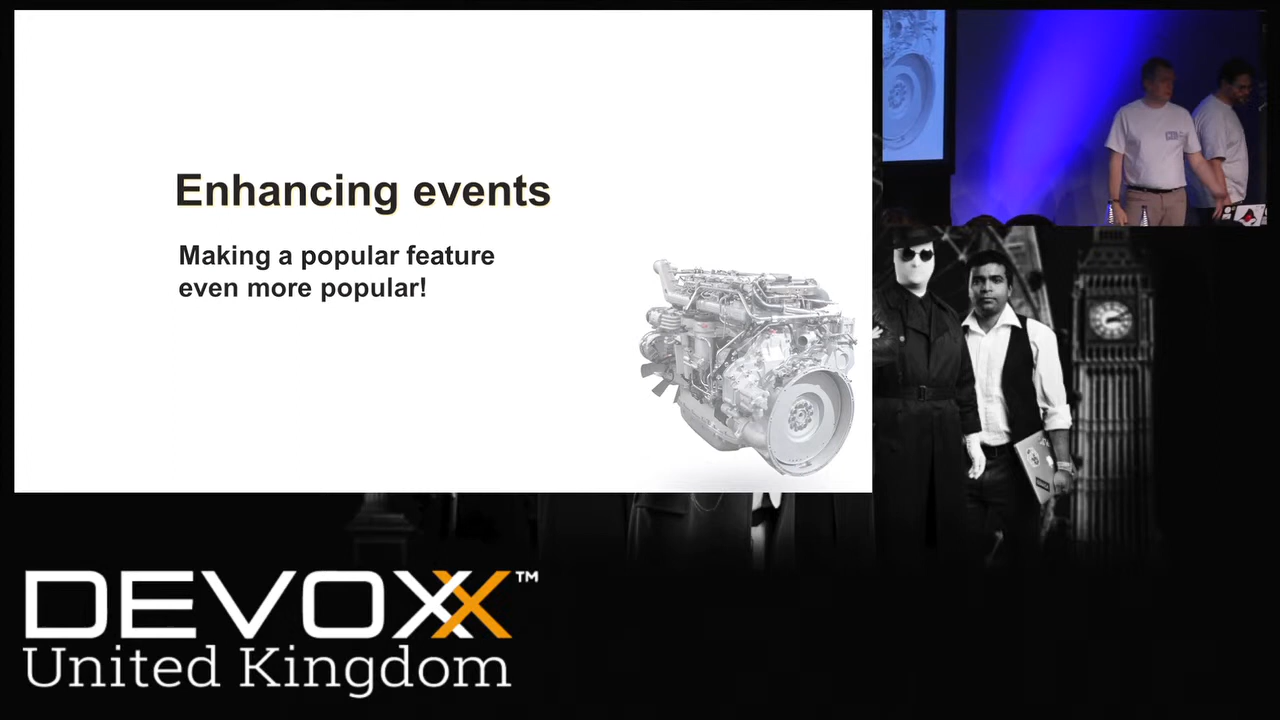 Enhancing events
Making a popular feature
even more popular!
DEVOXX™
United Kingdom